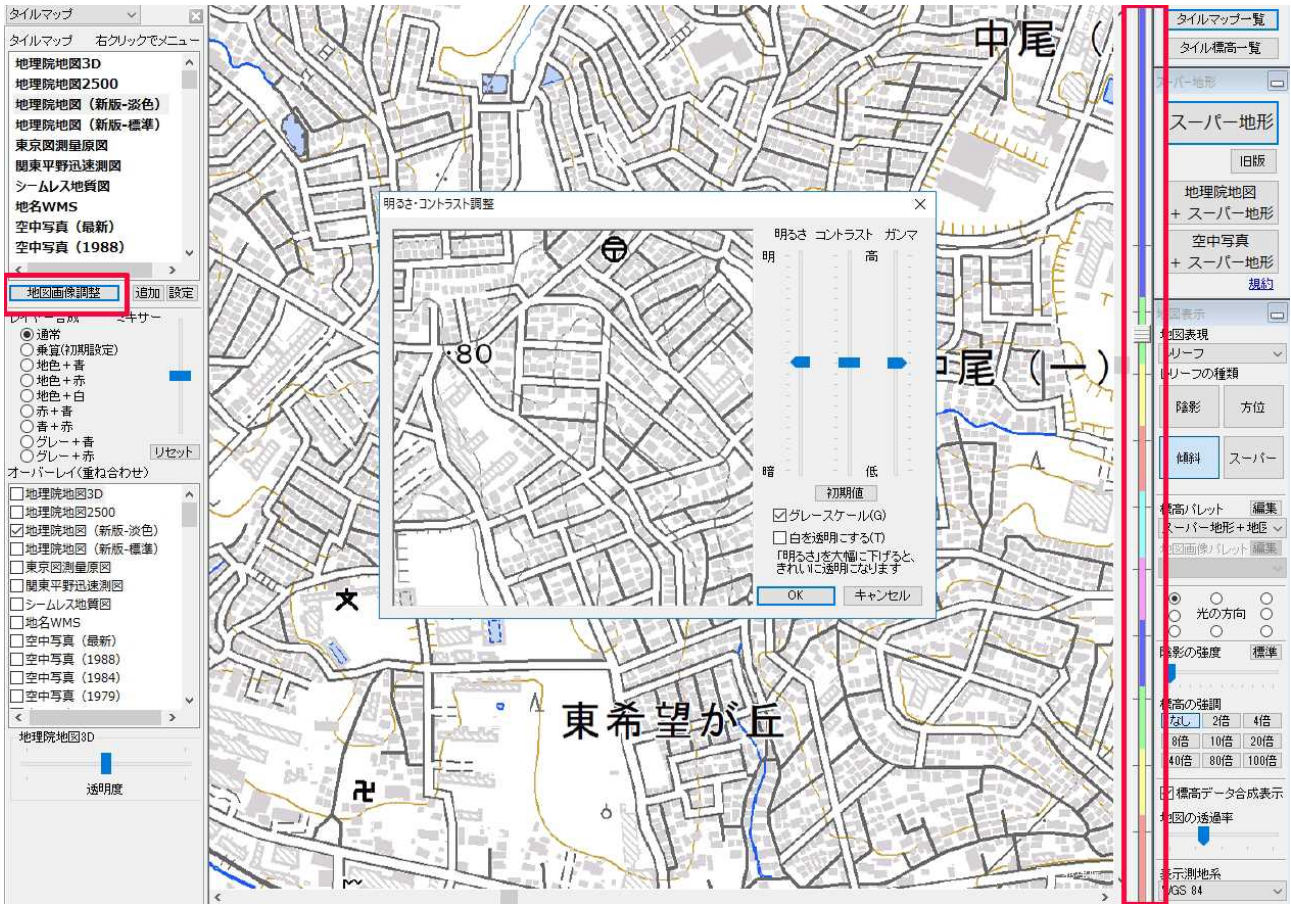 タイルマップ
タイルマップ 右クリックでメニュー
地理院地図3D
地理院地図2500
地理院地図（新版-淡色）
地理院地図（新版-標準）
東京図測量原図
関東平野迅速測図
シームレス地質図
地名WMS
空中写真（最新）
空中写真（1988）
地図画像調整 追加 設定
レイヤー合成 ミキサー
通常
乗算(初期設定)
地色＋青
地色＋赤
地色＋白
赤＋青
青＋赤
グレー＋青
グレー＋赤
リセット
オーバーレイ(重ね合わせ)
地理院地図3D
地理院地図2500
地理院地図（新版-淡色）
地理院地図（新版-標準）
東京図測量原図
関東平野迅速測図
シームレス地質図
地名WMS
空中写真（最新）
空中写真（1988）
空中写真（1984）
空中写真（1979）
地理院地図3D
透明度
中尾（
中尾（一）
東希望が丘
明るさ・コントラスト調整
・80
明るさ コントラスト ガンマ
明 高
暗 低
初期値
グレースケール(G)
白を透明にする(T)
「明るさ」を大幅に下げると、
きれいに透明になります
OK キャンセル
タイルマップ一覧
タイル標高一覧
スーパー地形
スーパー地形
旧版
地理院地図
＋ スーパー地形
空中写真
＋ スーパー地形
規約
地図表示
地図表現
レリーフ
レリーフの種類
陰影 方位
傾斜 スーパー
標高パレット 編集
スーパー地形＋地
地図画像パレット 編集
光の方向
陰影の強度 標準
標高の強調
なし 2倍 4倍
8倍 10倍 20倍
40倍 80倍 100倍
標高データ合成表示
地図の透過率
表示測地系
WGS 84